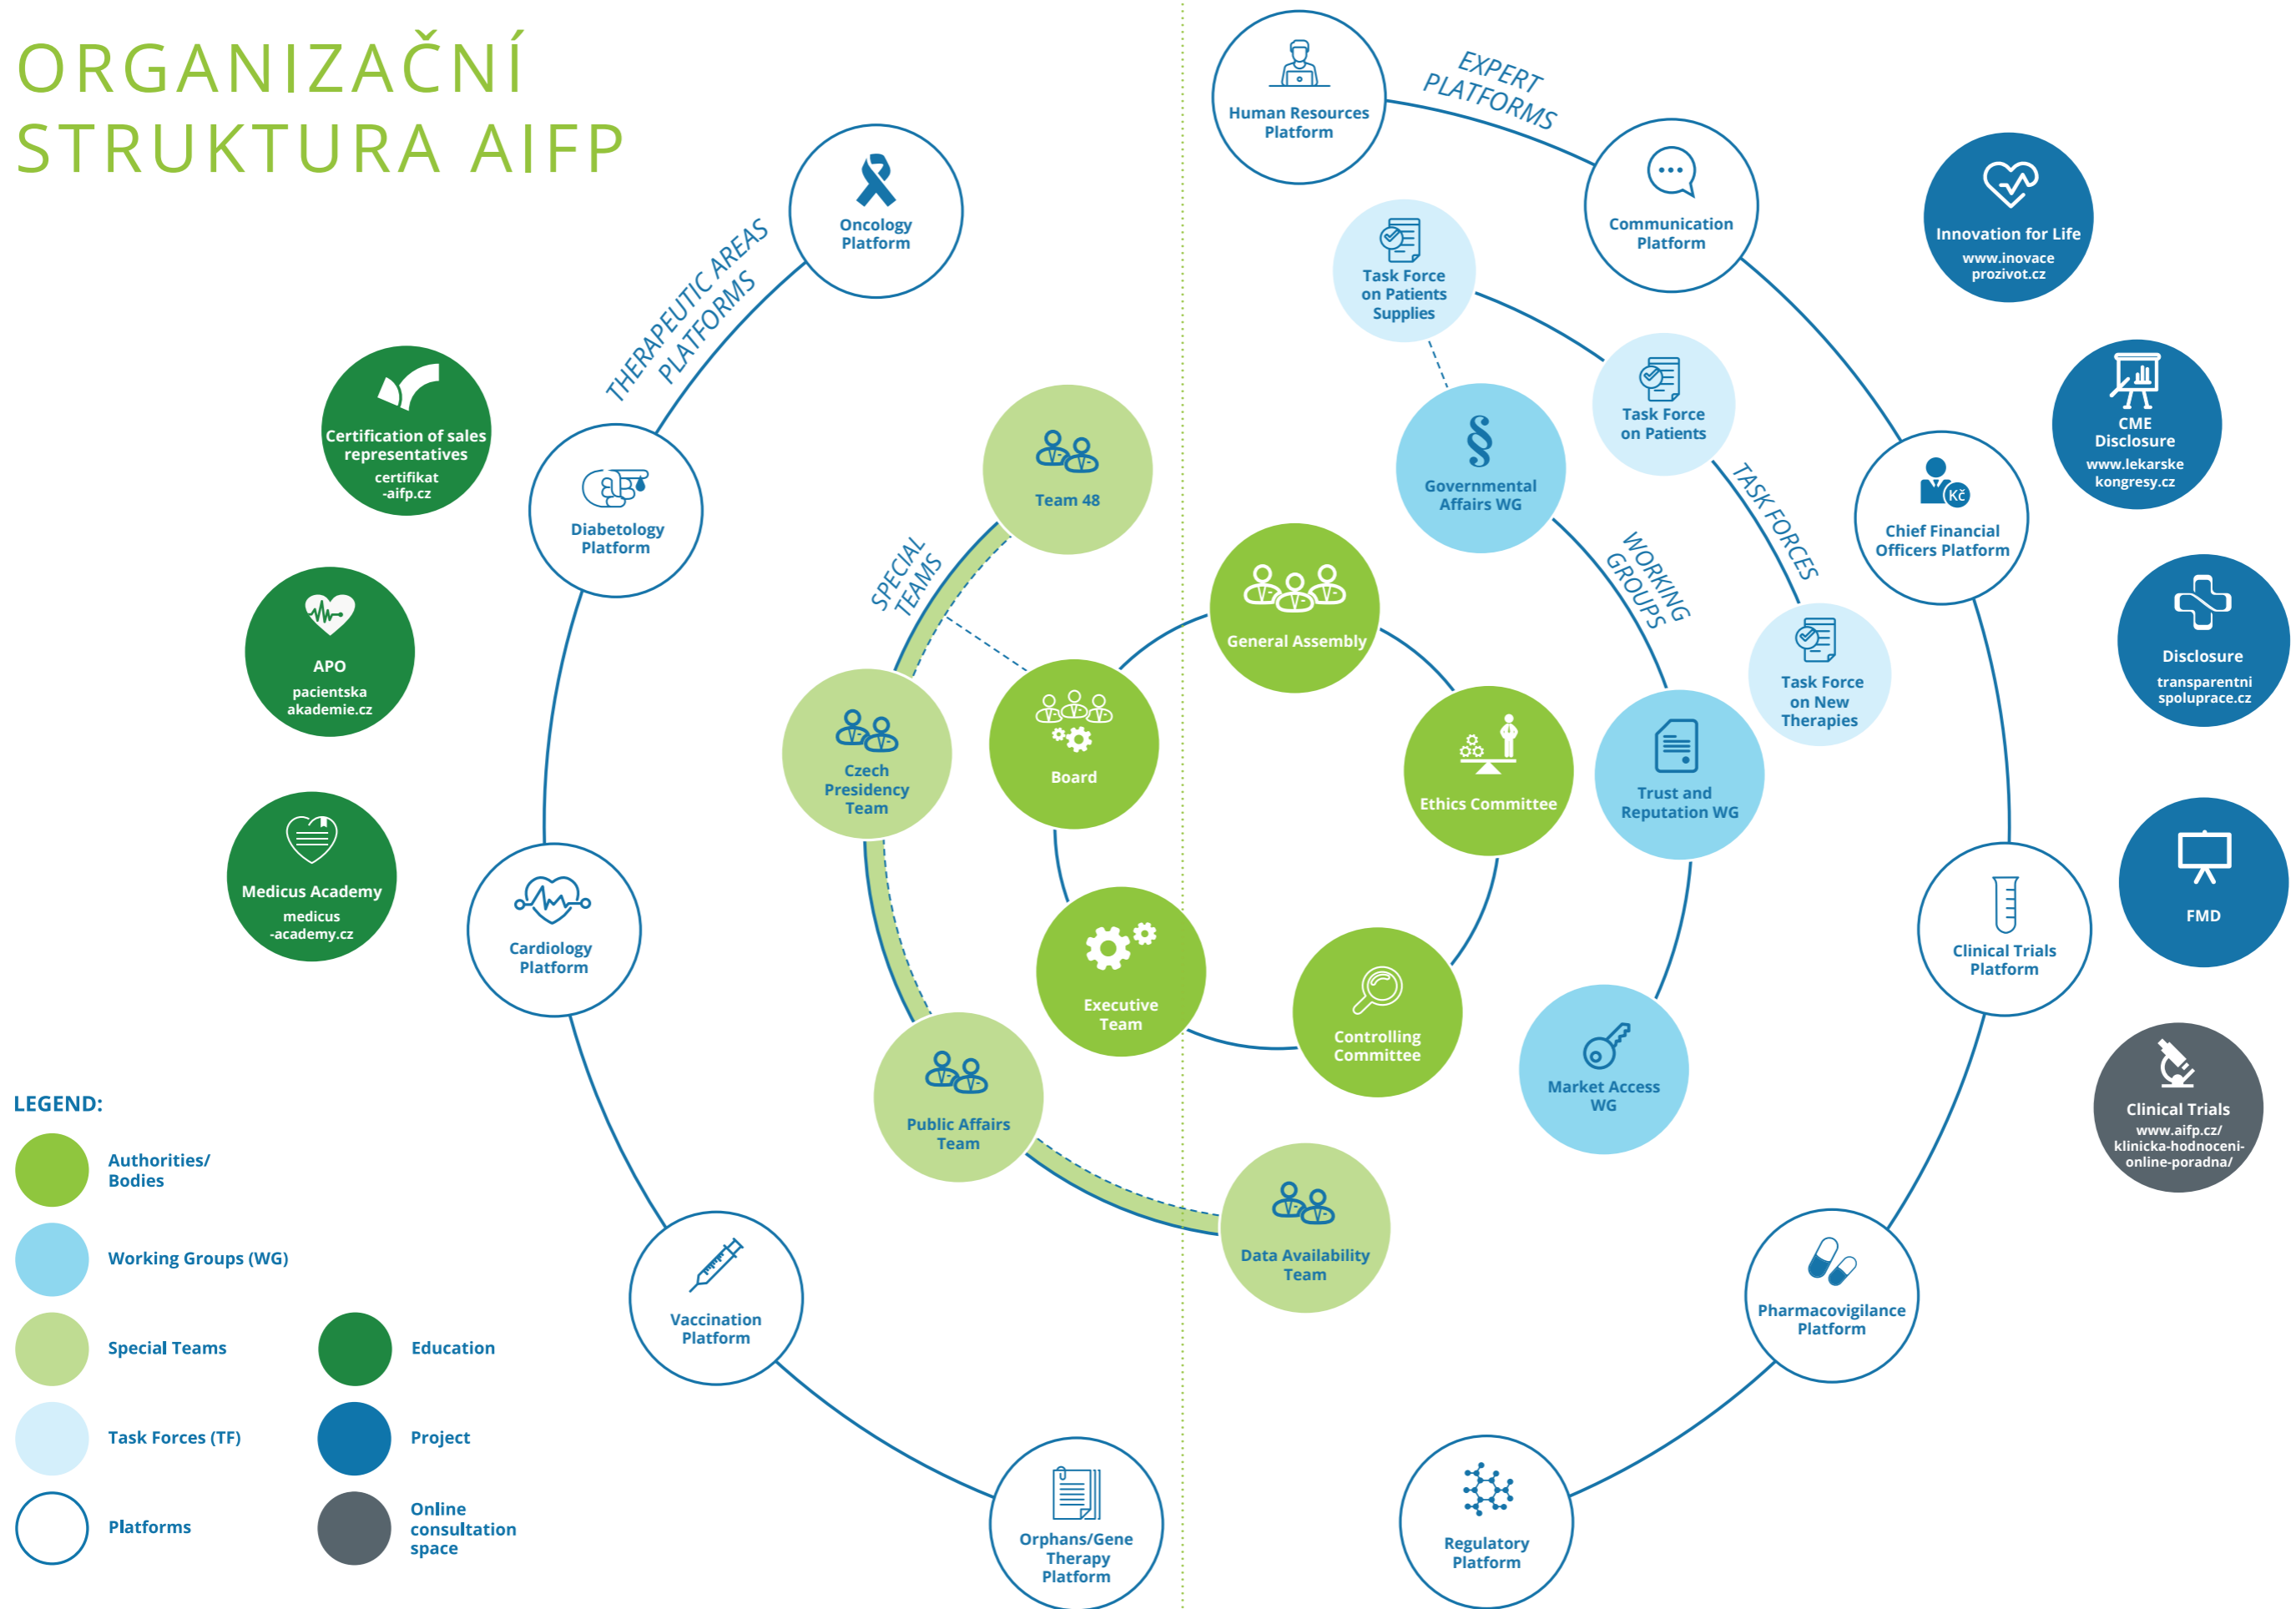 ORGANIZAČNÍ
STRUKTURA AIFP
THERAPEUTIC AREAS
PLATFORMS
Oncology
Platform
Diabetology
Platform
Cardiology
Platform
Vaccination
Platform
Orphans/Gene
Therapy
Platform
Certification of sales
representatives
certifikat
-aifp.cz
APO
pacientska
akademie.cz
Medicus Academy
medicus
-academy.cz
SPECIAL
TEAMS
Team 48
Czech
Presidency
Team
Public Affairs
Team
Data Availability
Team
General Assembly
Board
Ethics Committee
Executive
Team
Controlling
Committee
EXPERT
PLATFORMS
Human Resources
Platform
Communication
Platform
Kč
Chief Financial
Officers Platform
Clinical Trials
Platform
Pharmacovigilance
Platform
Regulatory
Platform
TASK FORCES
Task Force
on Patients
Supplies
Task Force
on Patients
Task Force
on New
Therapies
WORKING
GROUPS
§
Governmental
Affairs WG
Trust and
Reputation WG
Market Access
WG
Innovation for Life
www.inovace
prozivot.cz
CME
Disclosure
www.lekarske
kongresy.cz
Disclosure
transparentni
spoluprace.cz
FMD
Clinical Trials
www.aifp.cz/
klinicka-hodnoceni-
online-poradna/
LEGEND:
Authorities/
Bodies
Working Groups (WG)
Special Teams
Task Forces (TF)
Platforms
Education
Project
Online
consultation
space